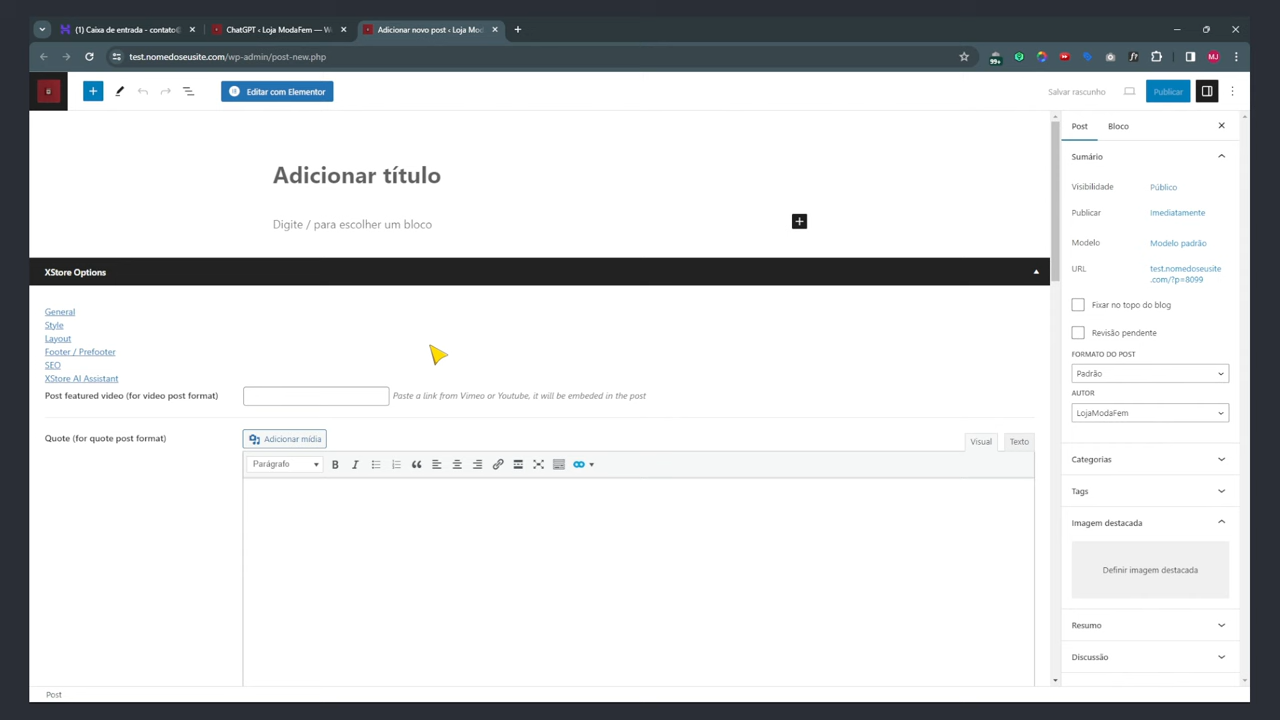 (1) Caixa de entrada - contato@
ChatGPT ‹ Loja ModaFem — W
Adicionar novo post ‹ Loja Mod
test.nomedoseusite.com/wp-admin/post-new.php
99+
f?
MJ
Editar com Elementor
Salvar rascunho
Publicar
Adicionar título
Digite / para escolher um bloco
XStore Options
General
Style
Layout
Footer / Prefooter
SEO
XStore AI Assistant
Post featured video (for video post format)
Paste a link from Vimeo or Youtube, it will be embeded in the post
Quote (for quote post format)
Adicionar mídia
Visual
Texto
Parágrafo
B
I
Post
Bloco
Sumário
Visibilidade
Público
Publicar
Imediatamente
Modelo
Modelo padrão
URL
test.nomedoseusite
.com/?p=8099
Fixar no topo do blog
Revisão pendente
FORMATO DO POST
Padrão
AUTOR
LojaModaFem
Categorias
Tags
Imagem destacada
Definir imagem destacada
Resumo
Discussão
Post